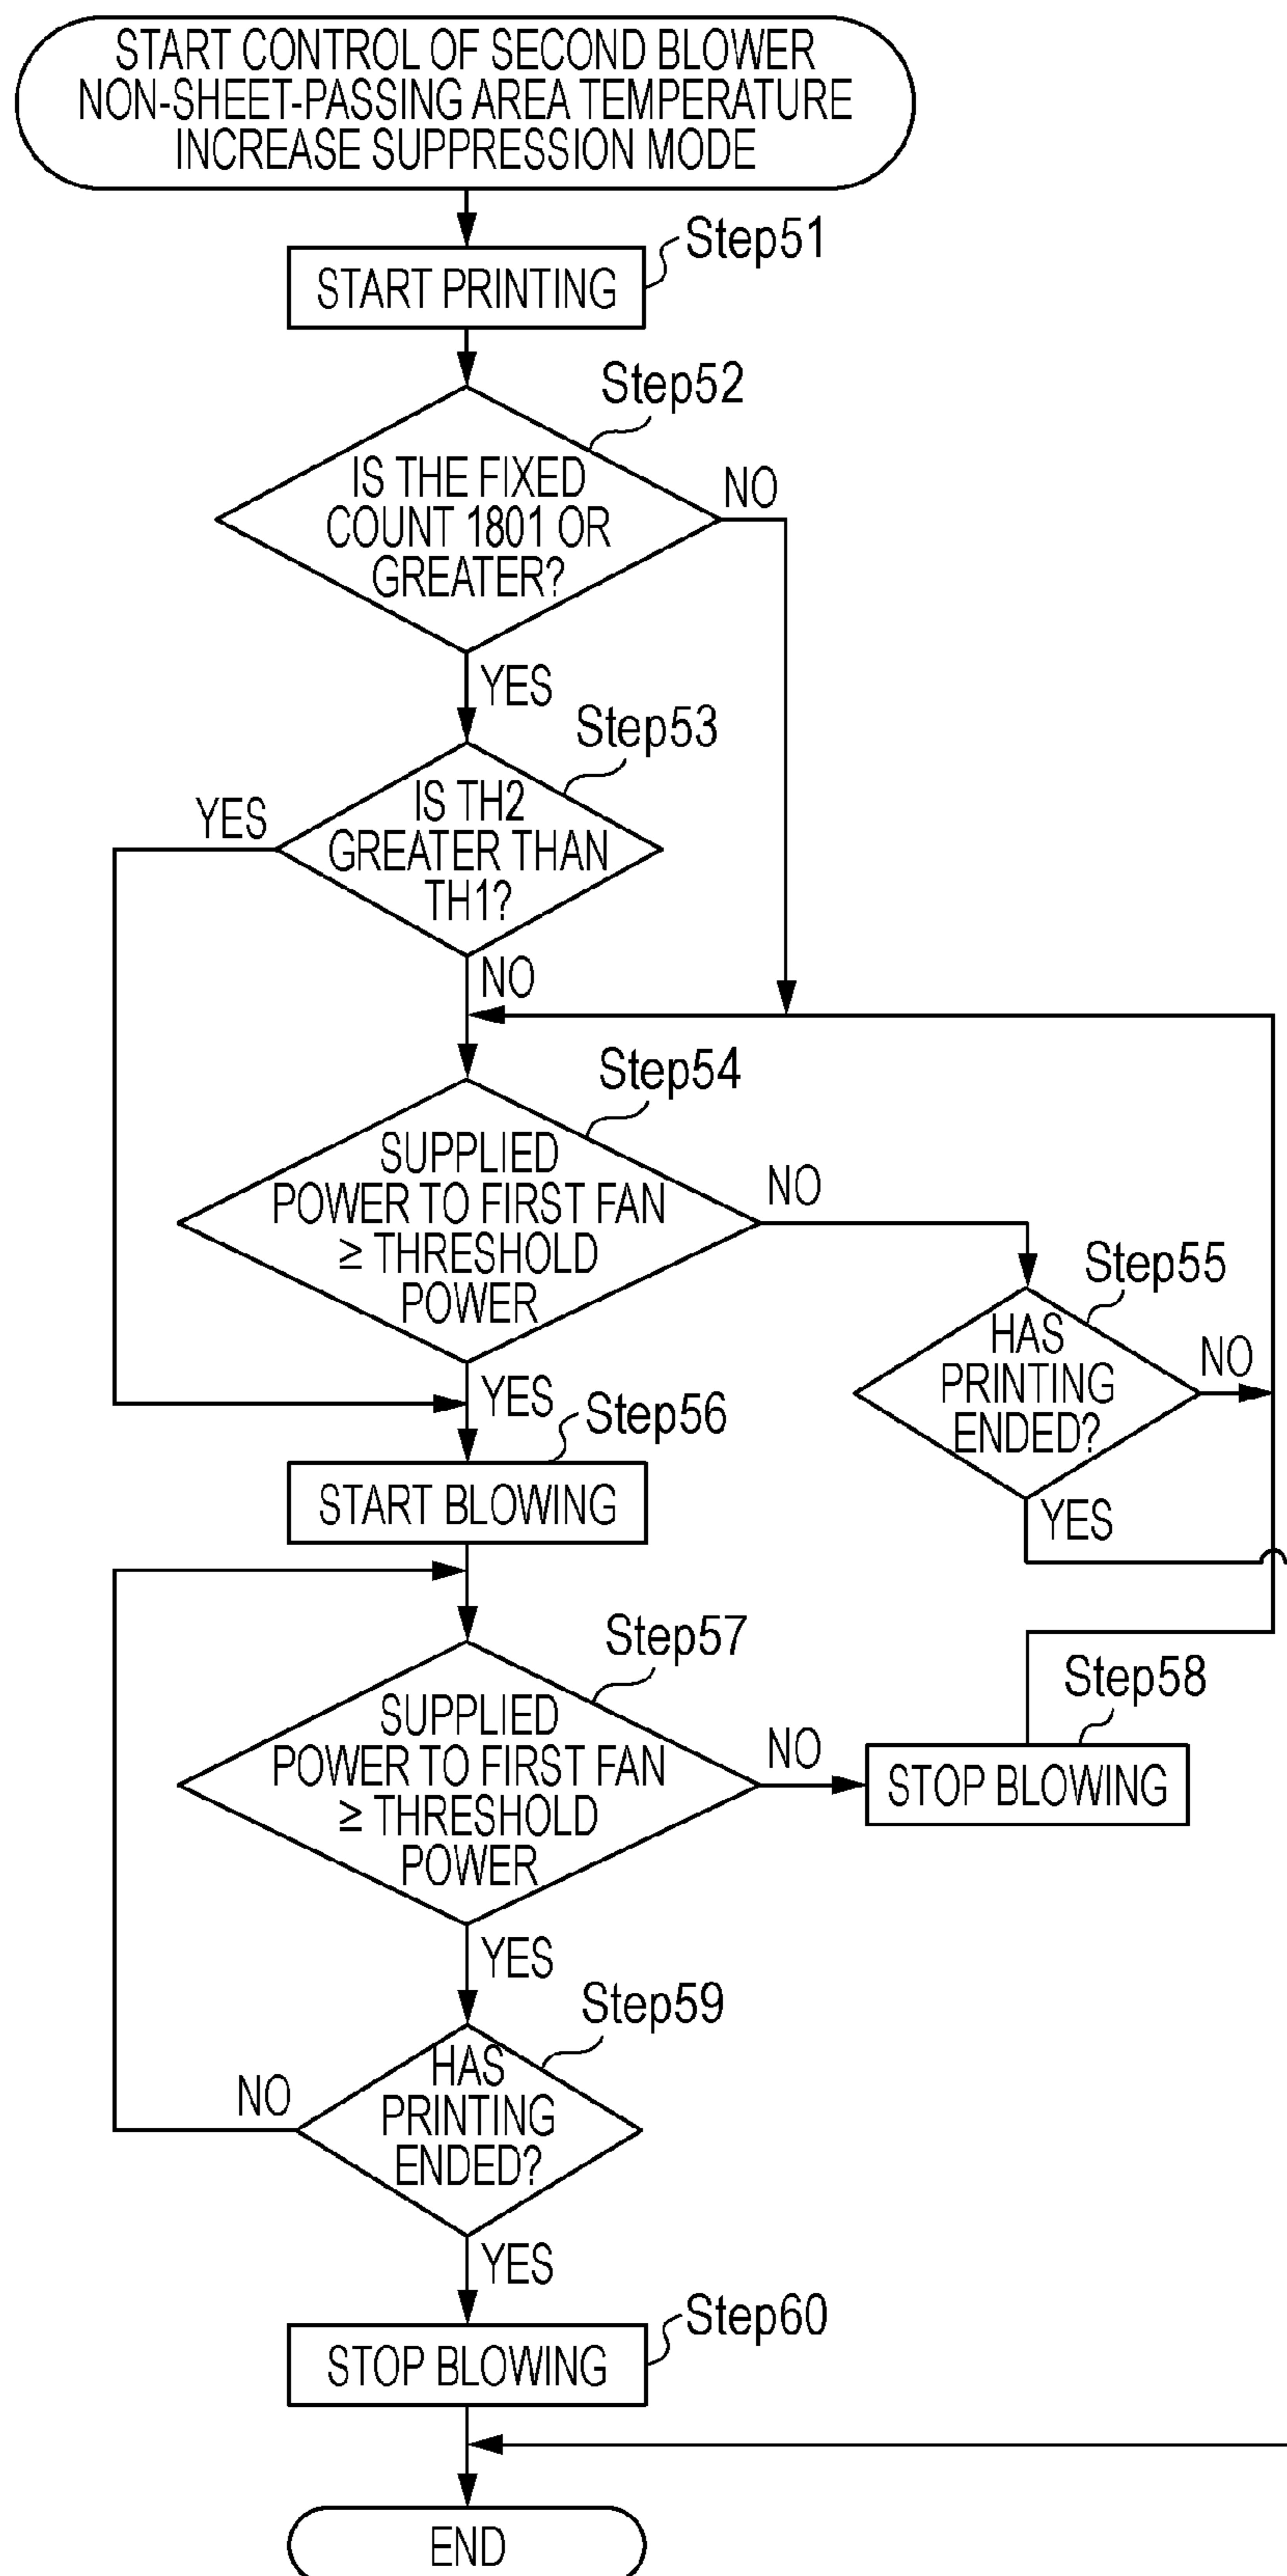 START CONTROL OF SECOND BLOWER
NON-SHEET-PASSING AREA TEMPERATURE
INCREASE SUPPRESSION MODE
Step51
START PRINTING
Step52
IS THE FIXED
COUNT 1801 OR
GREATER?
NO
YES
Step53
IS TH2
GREATER THAN
TH1?
YES
NO
Step54
SUPPLIED
POWER TO FIRST FAN
≥ THRESHOLD
POWER
NO
Step55
HAS
PRINTING
ENDED?
NO
YES
YES
Step56
START BLOWING
Step57
SUPPLIED
POWER TO FIRST FAN
≥ THRESHOLD
POWER
NO
Step58
STOP BLOWING
YES
Step59
HAS
PRINTING
ENDED?
NO
YES
Step60
STOP BLOWING
END